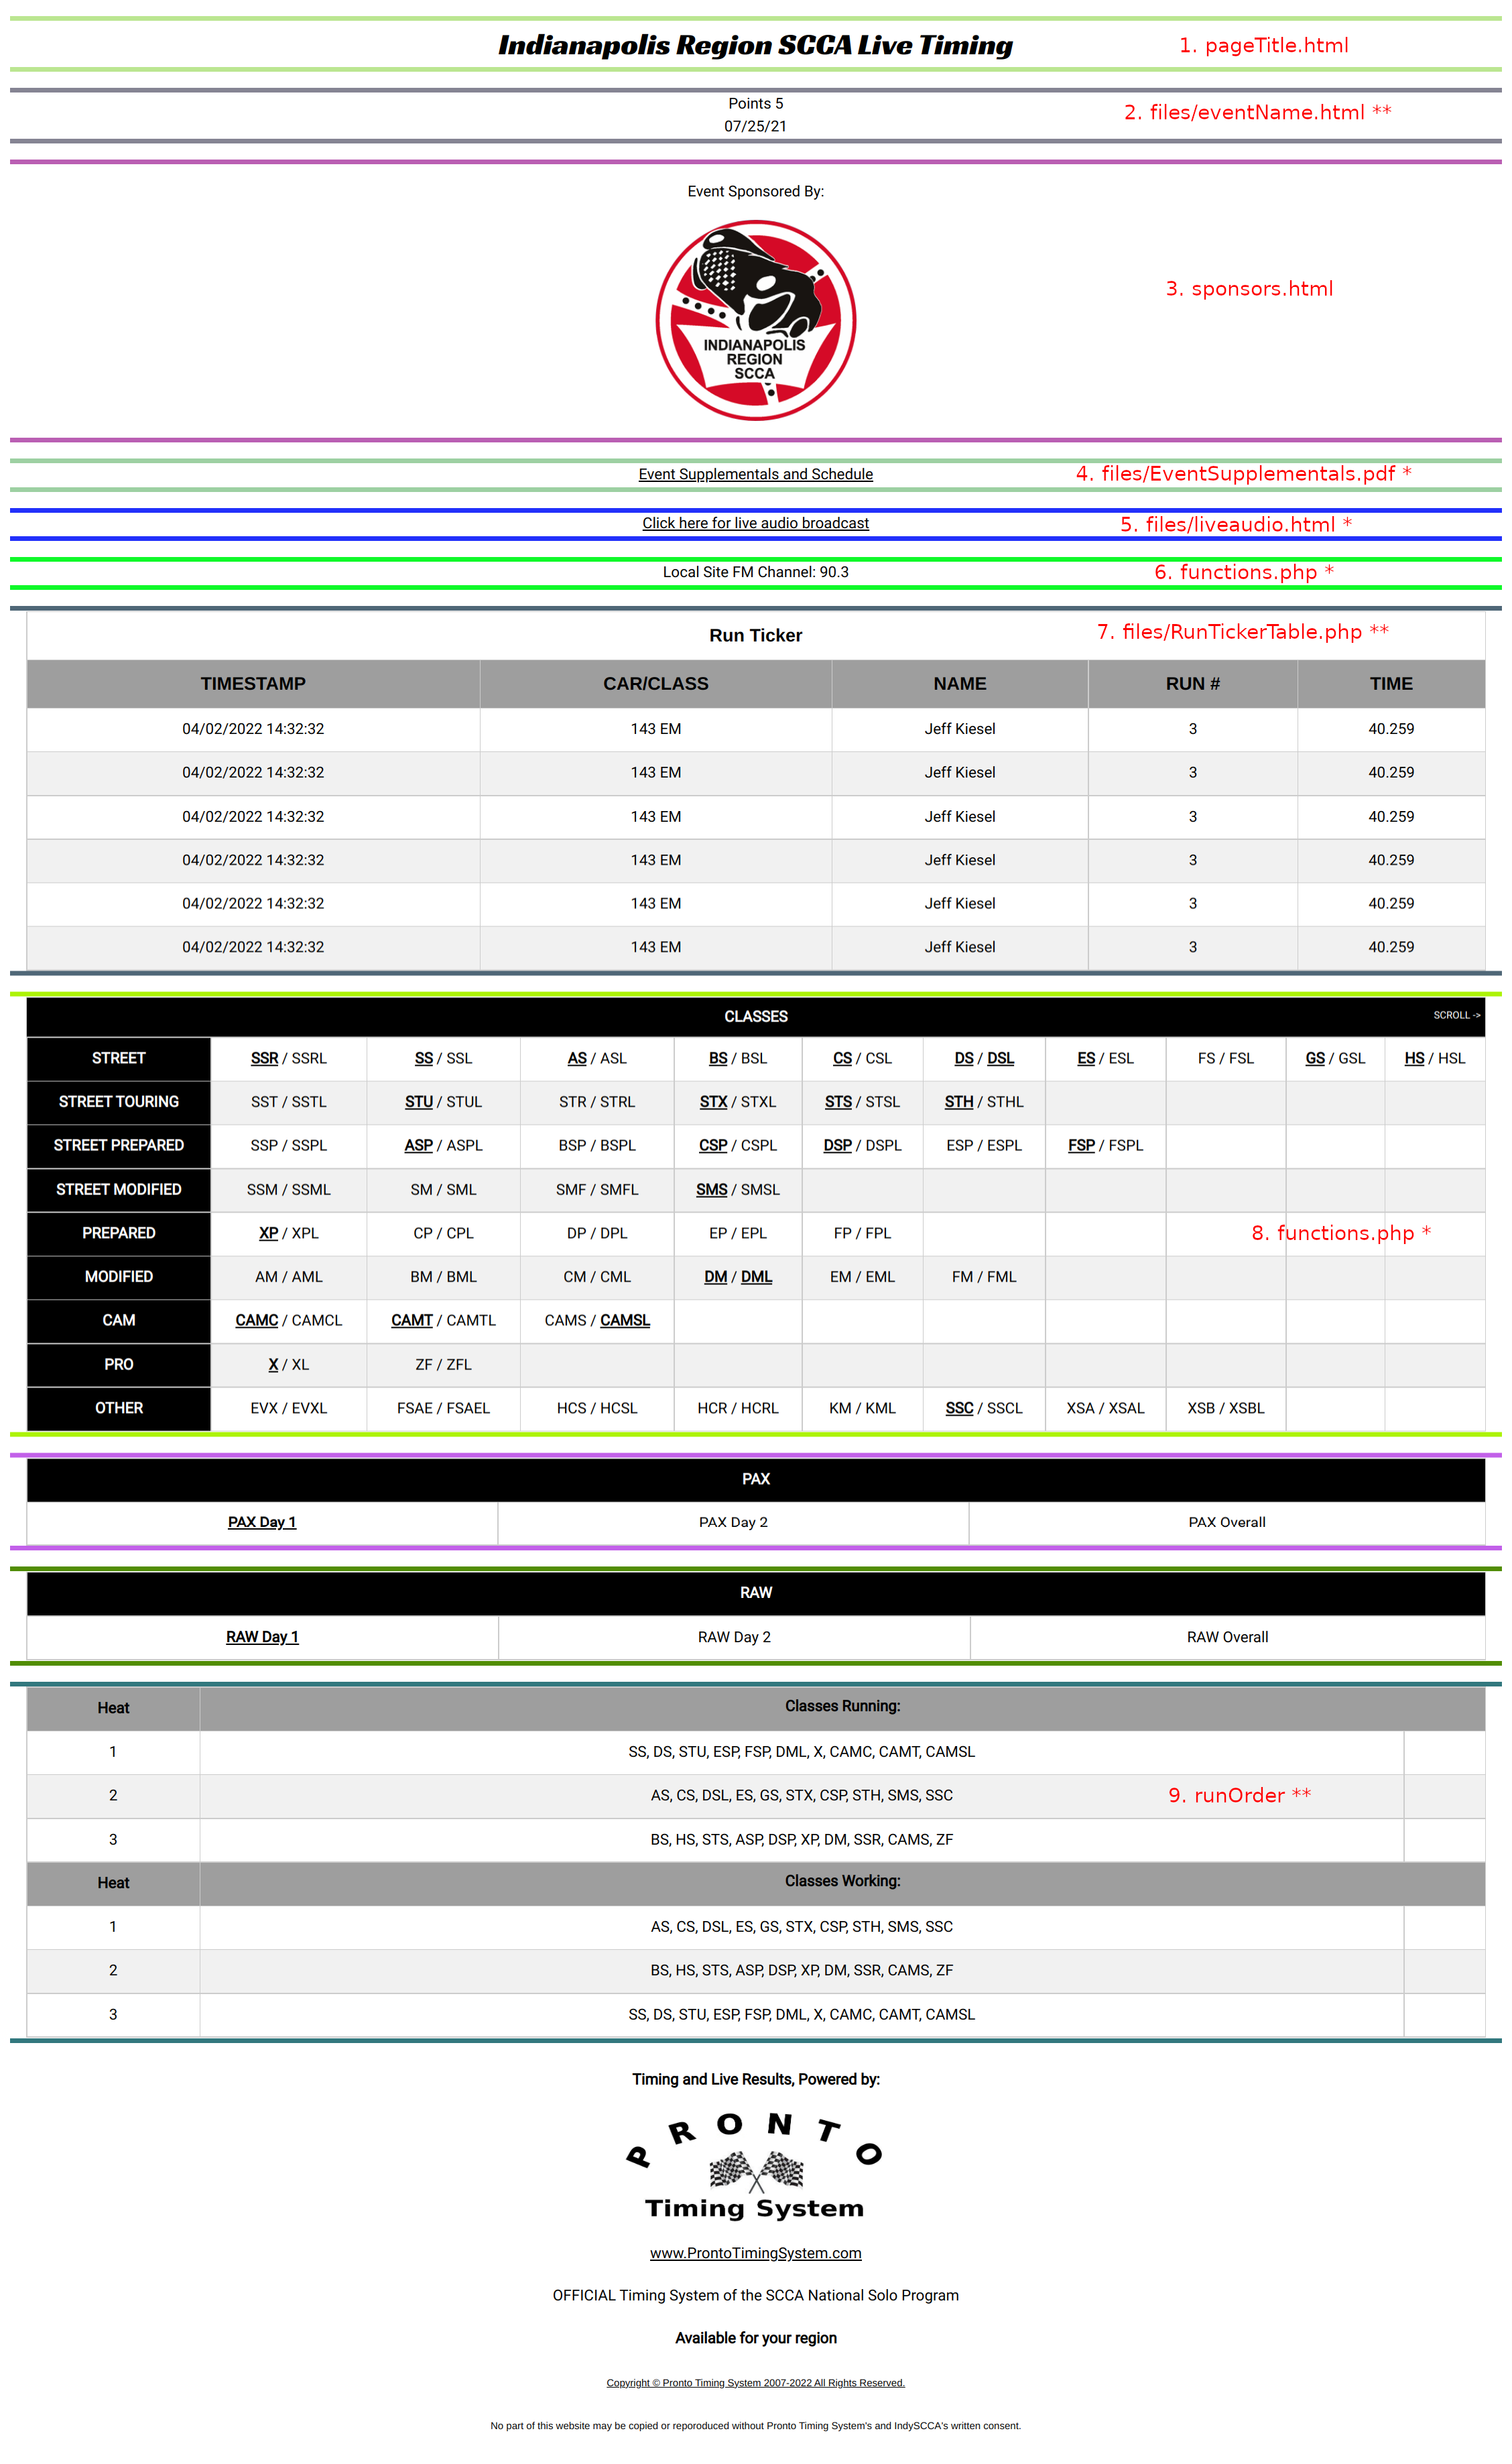 Indianapolis Region SCCA Live Timing
1. pageTitle.html
Points 5
07/25/21
2. files/eventName.html **
Event Sponsored By:
INDIANAPOLIS
REGION
SCCA
3. sponsors.html
Event Supplementals and Schedule
4. files/EventSupplementals.pdf *
Click here for live audio broadcast
5. files/liveaudio.html *
Local Site FM Channel: 90.3
6. functions.php *
Run Ticker
7. files/RunTickerTable.php **
TIMESTAMP CAR/CLASS NAME RUN # TIME
04/02/2022 14:32:32 143 EM Jeff Kiesel 3 40.259
04/02/2022 14:32:32 143 EM Jeff Kiesel 3 40.259
04/02/2022 14:32:32 143 EM Jeff Kiesel 3 40.259
04/02/2022 14:32:32 143 EM Jeff Kiesel 3 40.259
04/02/2022 14:32:32 143 EM Jeff Kiesel 3 40.259
04/02/2022 14:32:32 143 EM Jeff Kiesel 3 40.259
CLASSES SCROLL ->
STREET SSR / SSRL SS / SSL AS / ASL BS / BSL CS / CSL DS / DSL ES / ESL FS / FSL GS / GSL HS / HSL
STREET TOURING SST / SSTL STU / STUL STR / STRL STX / STXL STS / STSL STH / STHL
STREET PREPARED SSP / SSPL ASP / ASPL BSP / BSPL CSP / CSPL DSP / DSPL ESP / ESPL FSP / FSPL
STREET MODIFIED SSM / SSML SM / SML SMF / SMFL SMS / SMSL
PREPARED XP / XPL CP / CPL DP / DPL EP / EPL FP / FPL
8. functions.php *
MODIFIED AM / AML BM / BML CM / CML DM / DML EM / EML FM / FML
CAM CAMC / CAMCL CAMT / CAMTL CAMS / CAMSL
PRO X / XL ZF / ZFL
OTHER EVX / EVXL FSAE / FSAEL HCS / HCSL HCR / HCRL KM / KML SSC / SSCL XSA / XSAL XSB / XSBL
PAX
PAX Day 1 PAX Day 2 PAX Overall
RAW
RAW Day 1 RAW Day 2 RAW Overall
Heat Classes Running:
1 SS, DS, STU, ESP, FSP, DML, X, CAMC, CAMT, CAMSL
2 AS, CS, DSL, ES, GS, STX, CSP, STH, SMS, SSC
9. runOrder **
3 BS, HS, STS, ASP, DSP, XP, DM, SSR, CAMS, ZF
Heat Classes Working:
1 AS, CS, DSL, ES, GS, STX, CSP, STH, SMS, SSC
2 BS, HS, STS, ASP, DSP, XP, DM, SSR, CAMS, ZF
3 SS, DS, STU, ESP, FSP, DML, X, CAMC, CAMT, CAMSL
Timing and Live Results, Powered by:
PRONTO
Timing System
www.ProntoTimingSystem.com
OFFICIAL Timing System of the SCCA National Solo Program
Available for your region
Copyright © Pronto Timing System 2007-2022 All Rights Reserved.
No part of this website may be copied or reporoduced without Pronto Timing System's and IndySCCA's written consent.